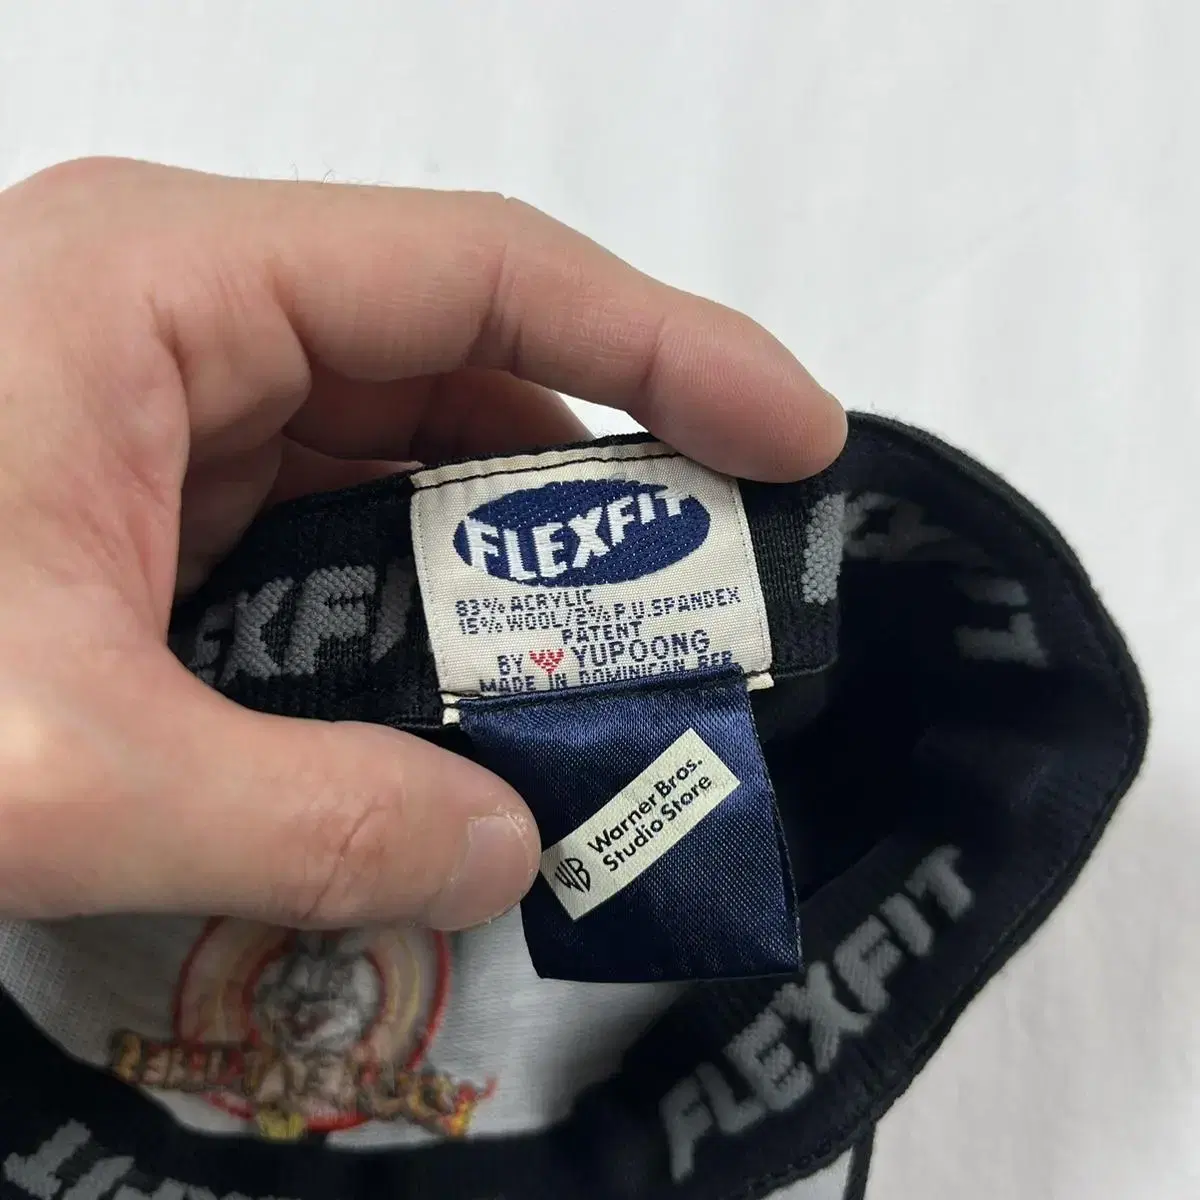 FLEXFIT
83% ACRYLIC
15% WOOL/2% P.U.SPANDEX
PATENT
BY YUPOONG
MADE IN DOMINICAN REP
WB Warner Bros.
Studio Store
FLEXFIT